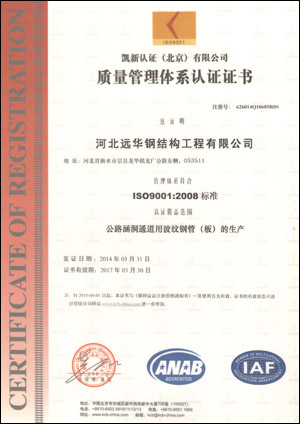 CERTIFICATE OF REGISTRATION
ISO9001
凯新认证（北京）有限公司
质量管理体系认证证书
注册号：
兹 证 明
河北远华钢结构工程有限公司
地 址：河北省衡水市景县龙华镇龙广公路东侧，053511
管理体系符合
ISO9001:2008 标准
认证覆盖范围
公路涵洞通道用波纹钢管（板）的生产
发 证 日 期： 2014 年 03 月 31 日
证书有效期： 2017 年 03 月 30 日
ANAB
ACCREDITED
IAF